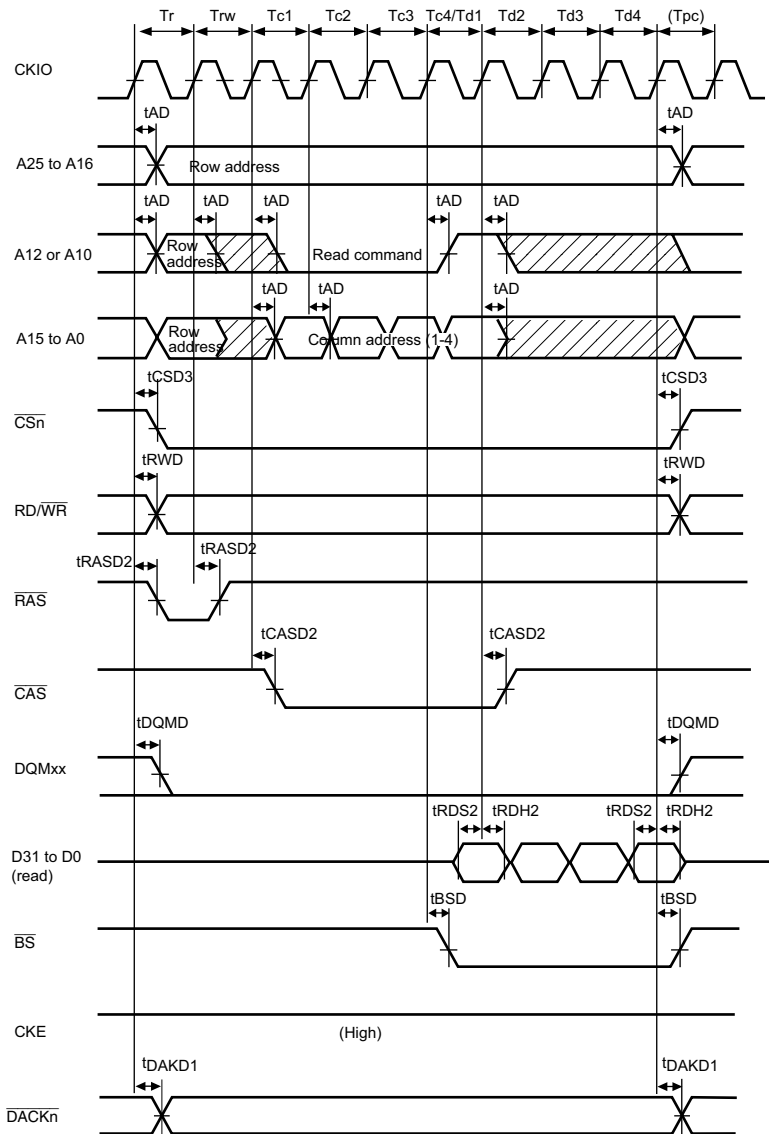 Tr Trw Tc1 Tc2 Tc3 Tc4/Td1 Td2 Td3 Td4 (Tpc)
CKIO
tAD tAD
A25 to A16 Row address
tAD tAD tAD tAD tAD
A12 or A10 Row address Read command
tAD tAD tAD
A15 to A0 Row address Column address (1-4)
tCSD3 tCSD3
CSn
tRWD tRWD
RD/WR
tRASD2 tRASD2
RAS
tCASD2 tCASD2
CAS
tDQMD tDQMD
DQMxx
tRDS2 tRDH2 tRDS2 tRDH2
D31 to D0
(read)
tBSD tBSD
BS
CKE (High)
tDAKD1 tDAKD1
DACKn